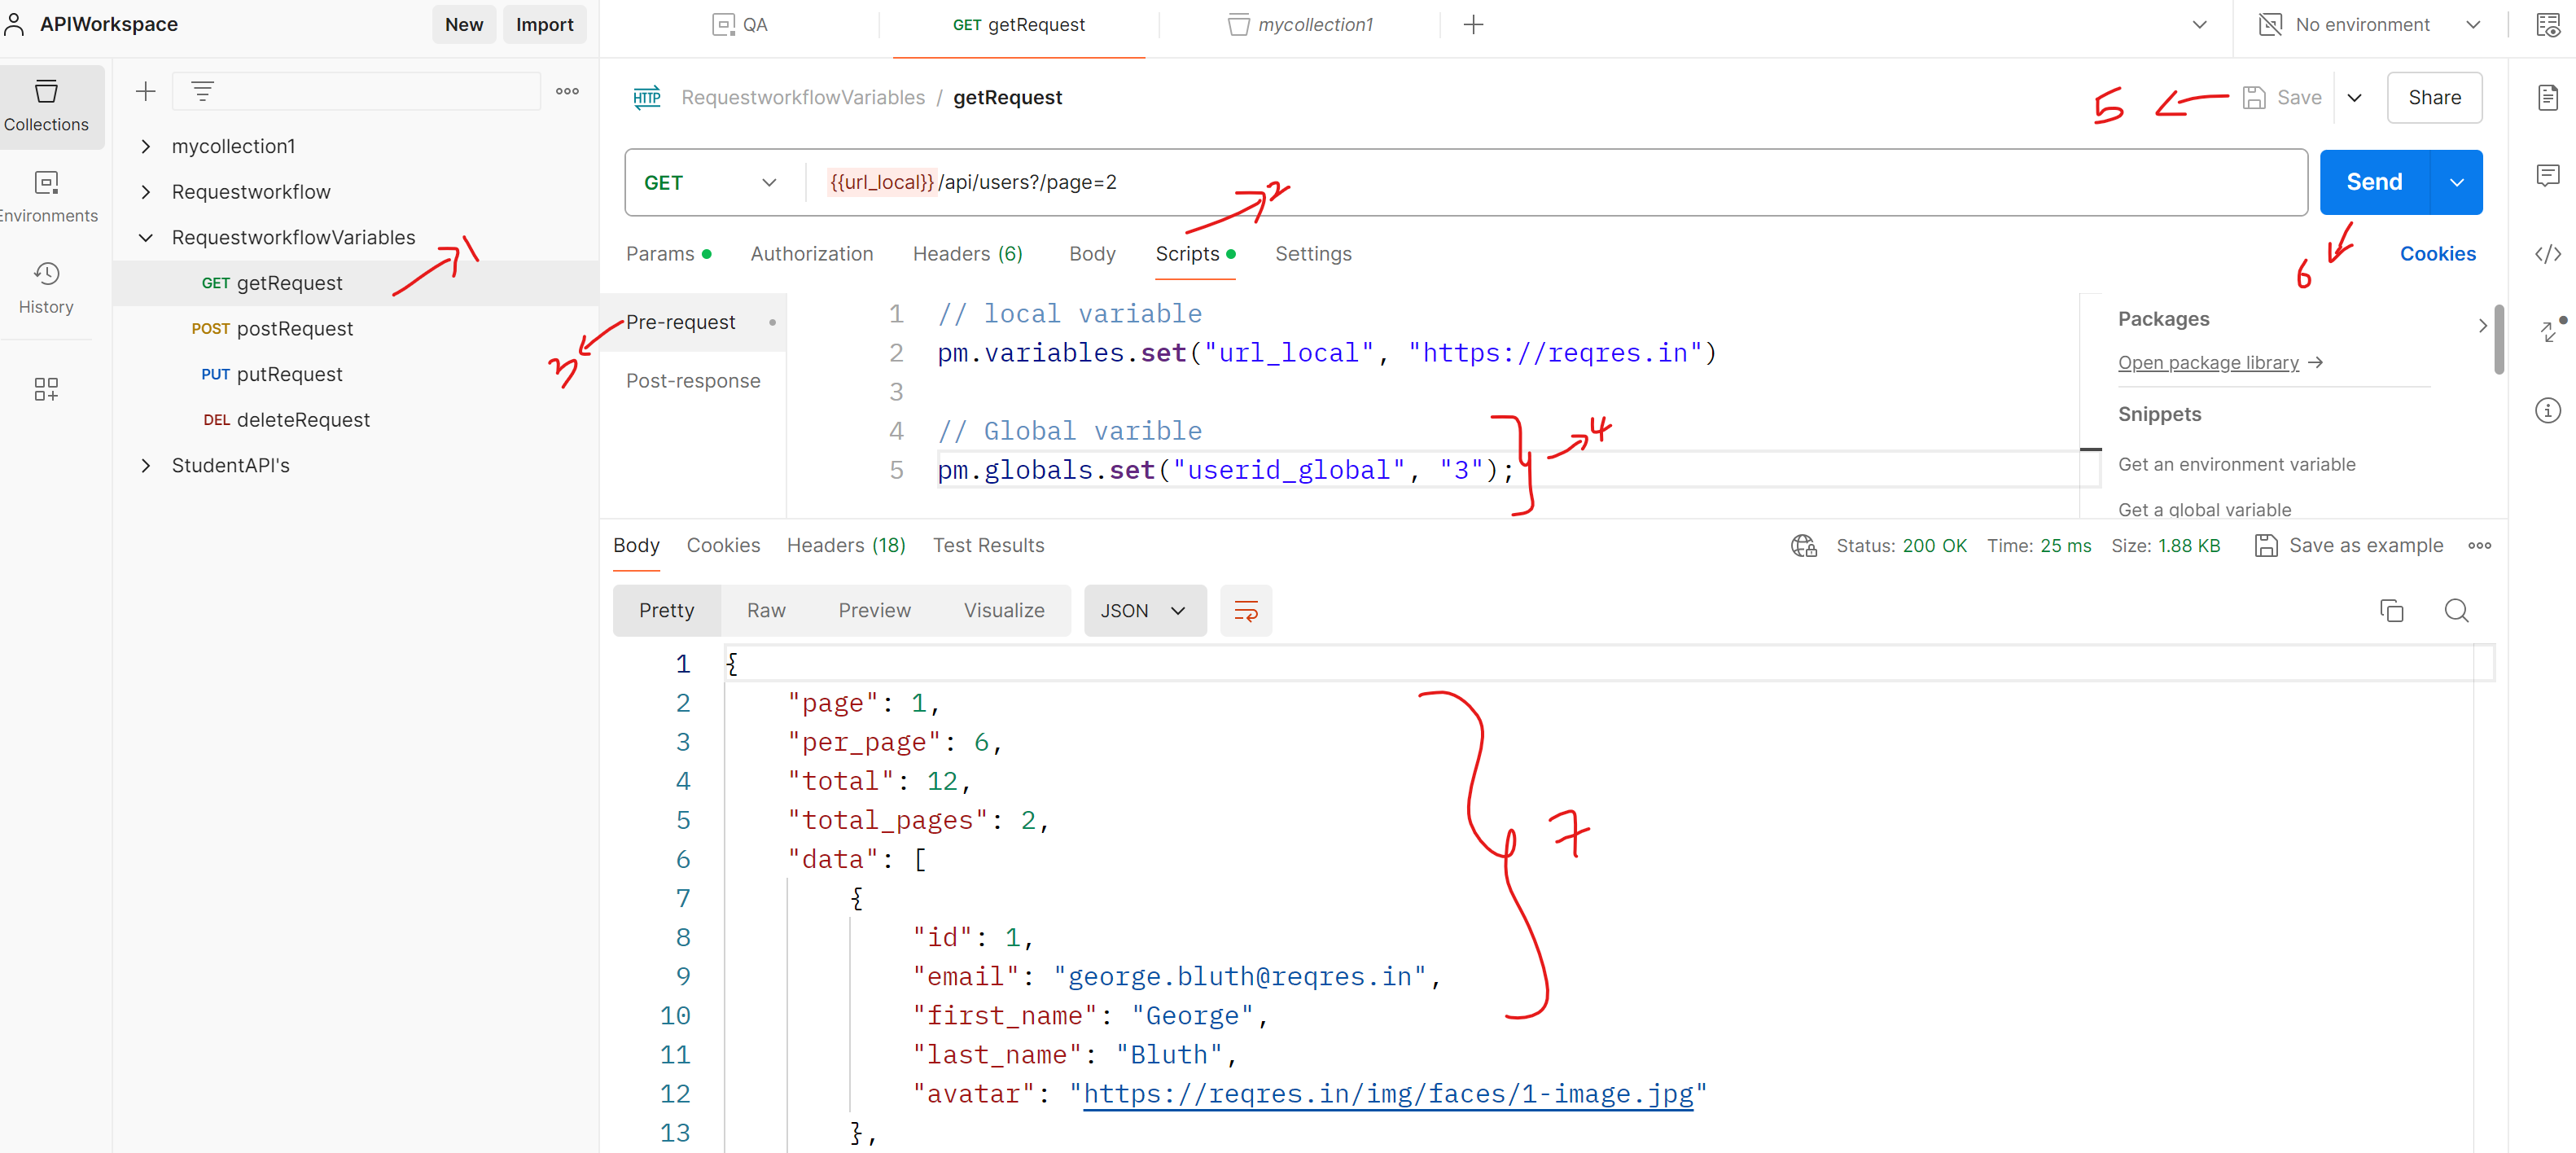 APIWorkspace
New
Import
QA
GET getRequest
mycollection1
No environment
Collections
Environments
History
mycollection1
Requestworkflow
RequestworkflowVariables
1
GET getRequest
POST postRequest
PUT putRequest
DEL deleteRequest
StudentAPI's
HTTP RequestworkflowVariables / getRequest
5
Save
Share
GET
{{url_local}}/api/users?/page=2
2
Send
6
Params
Authorization
Headers (6)
Body
Scripts
Settings
Cookies
3
Pre-request
Post-response
1 // local variable
2 pm.variables.set("url_local", "https://reqres.in")
3
4 // Global varible
5 pm.globals.set("userid_global", "3");
4
Packages
Open package library →
Snippets
Get an environment variable
Get a global variable
Body
Cookies
Headers (18)
Test Results
Status: 200 OK Time: 25 ms Size: 1.88 KB
Save as example
Pretty
Raw
Preview
Visualize
JSON
1 {
2 "page": 1,
3 "per_page": 6,
4 "total": 12,
5 "total_pages": 2,
6 "data": [
7 {
8 "id": 1,
9 "email": "george.bluth@reqres.in",
10 "first_name": "George",
11 "last_name": "Bluth",
12 "avatar": "https://reqres.in/img/faces/1-image.jpg"
13 },
7